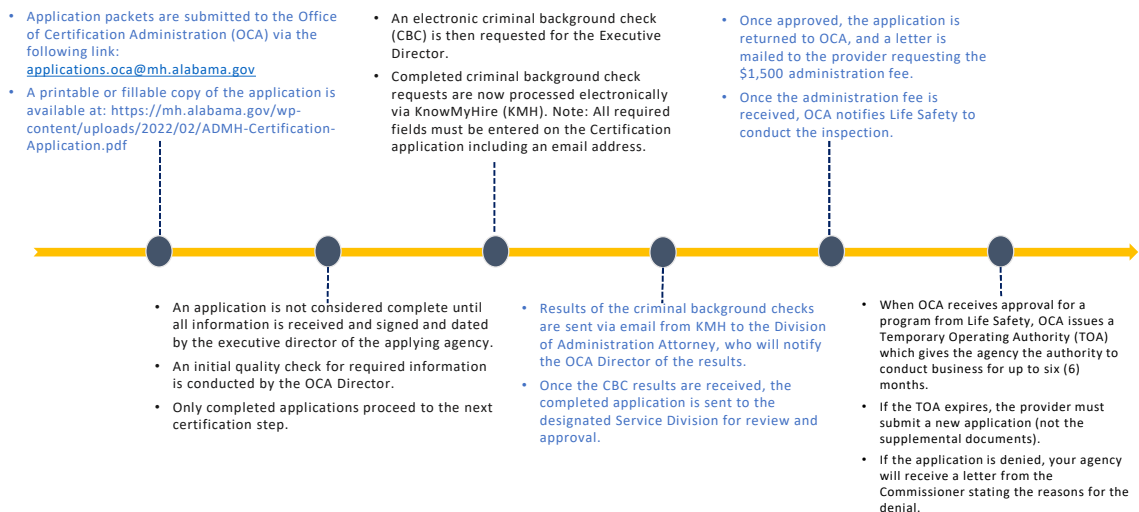 • Application packets are submitted to the Office
of Certification Administration (OCA) via the
following link:
applications.oca@mh.alabama.gov
• A printable or fillable copy of the application is
available at: https://mh.alabama.gov/wp-
content/uploads/2022/02/ADMH-Certification-
Application.pdf
• An application is not considered complete until
all information is received and signed and dated
by the executive director of the applying agency.
• An initial quality check for required information
is conducted by the OCA Director.
• Only completed applications proceed to the next
certification step.
• An electronic criminal background check
(CBC) is then requested for the Executive
Director.
• Completed criminal background check
requests are now processed electronically
via KnowMyHire (KMH). Note: All required
fields must be entered on the Certification
application including an email address.
• Results of the criminal background checks
are sent via email from KMH to the Division
of Administration Attorney, who will notify
the OCA Director of the results.
• Once the CBC results are received, the
completed application is sent to the
designated Service Division for review and
approval.
• Once approved, the application is
returned to OCA, and a letter is
mailed to the provider requesting the
$1,500 administration fee.
• Once the administration fee is
received, OCA notifies Life Safety to
conduct the inspection.
• When OCA receives approval for a
program from Life Safety, OCA issues a
Temporary Operating Authority (TOA)
which gives the agency the authority to
conduct business for up to six (6)
months.
• If the TOA expires, the provider must
submit a new application (not the
supplemental documents).
• If the application is denied, your agency
will receive a letter from the
Commissioner stating the reasons for the
denial.